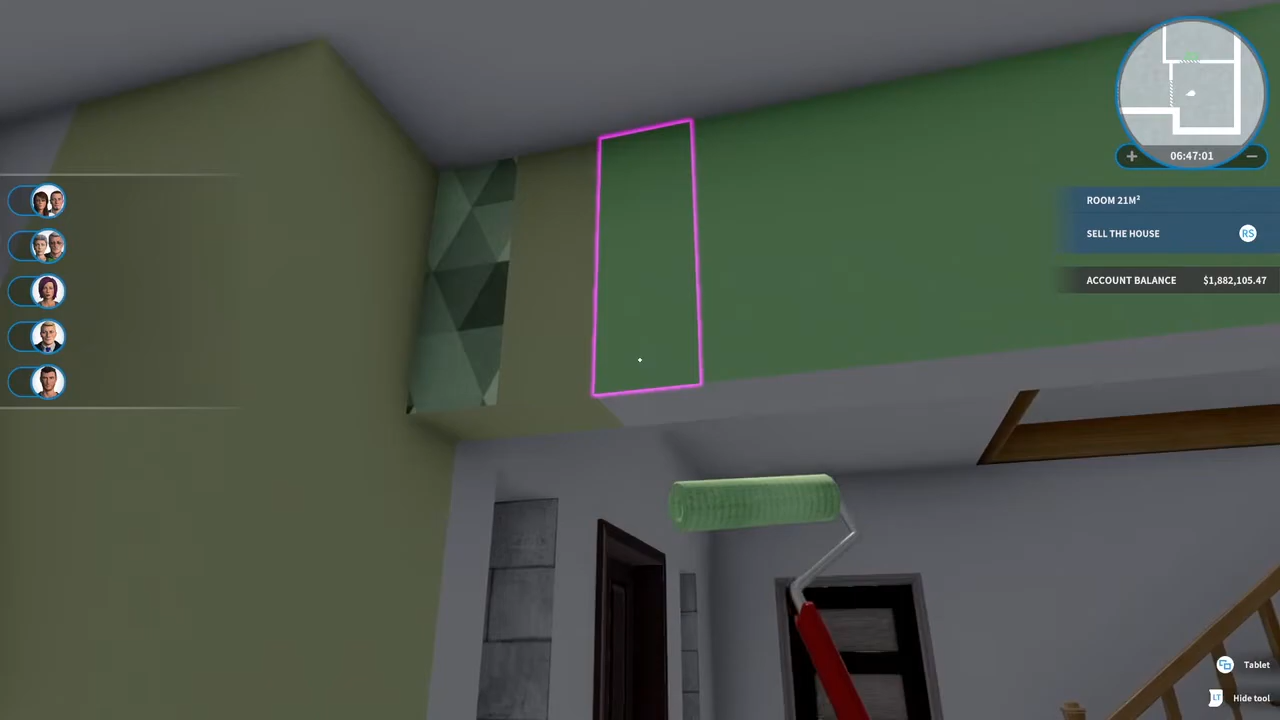 06:47:01
ROOM 21M²
SELL THE HOUSE
RS
ACCOUNT BALANCE $1,882,105.47
Tablet
LT
Hide tool